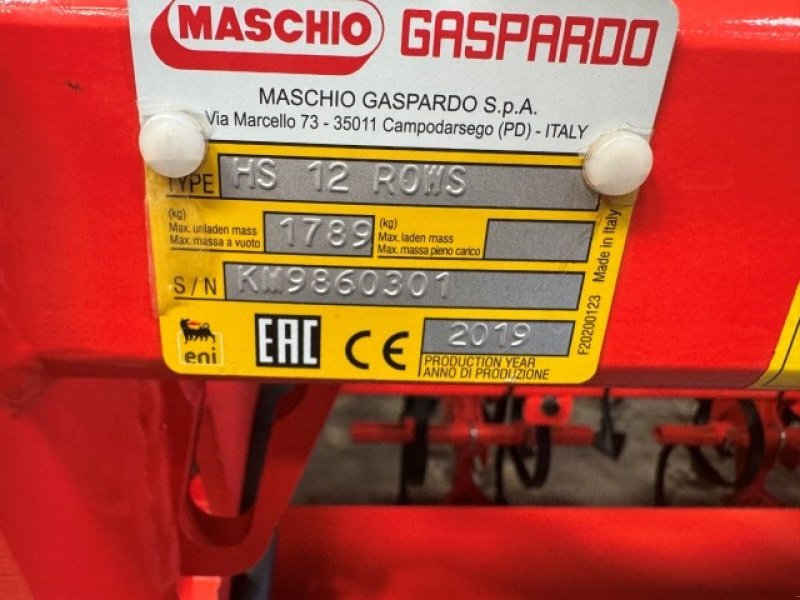 MASCHIO GASPARDO
MASCHIO GASPARDO S.p.A.
Via Marcello 73 - 35011 Campodarsego (PD) - ITALY
TYPE HS 12 ROWS
(kg)
Max. unladen mass
Max. massa a vuoto
1789
(kg)
Max. laden mass
Max. massa pieno carico
S/N KM9860301
eni
EAC CE
2019
PRODUCTION YEAR
ANNO DI PRODUZIONE
F20200123 Made in Italy